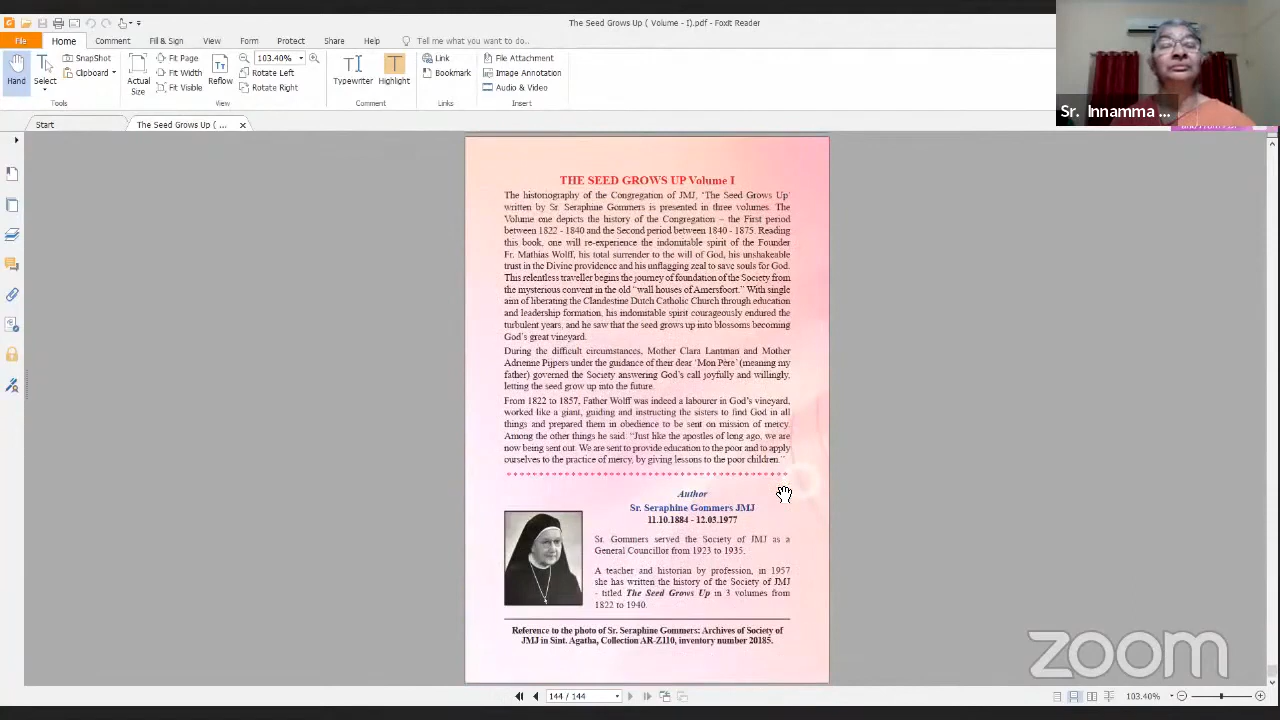 The Seed Grows Up ( Volume - I).pdf - Foxit Reader
File Home Comment Fill & Sign View Form Protect Share Help Tell me what you want to do..
Hand
Select
SnapShot
Clipboard
Tools
Actual Size
Fit Page
Fit Width
Fit Visible
Reflow
103.40%
Rotate Left
Rotate Right
View
Typewriter
Highlight
Comment
Link
Bookmark
Links
File Attachment
Image Annotation
Audio & Video
Insert
Sr. Innamma ...
Start
The Seed Grows Up ( ...
THE SEED GROWS UP Volume I
The historiography of the Congregation of JMJ, 'The Seed Grows Up'
written by Sr. Seraphine Gommers is presented in three volumes. The
Volume one depicts the history of the Congregation – the First period
between 1822 - 1840 and the Second period between 1840 - 1875. Reading
this book, one will re-experience the indomitable spirit of the Founder
Fr. Mathias Wolff, his total surrender to the will of God, his unshakeable
trust in the Divine providence and his unflagging zeal to save souls for God.
This relentless traveller begins the journey of foundation of the Society from
the mysterious convent in the old "wall houses of Amersfoort." With single
aim of liberating the Clandestine Dutch Catholic Church through education
and leadership formation, his indomitable spirit courageously endured the
turbulent years, and he saw that the seed grows up into blossoms becoming
God's great vineyard.
During the difficult circumstances, Mother Clara Lantman and Mother
Adrienne Pijpers under the guidance of their dear 'Mon Père' (meaning my
father) governed the Society answering God's call joyfully and willingly,
letting the seed grow up into the future.
From 1822 to 1857, Father Wolff was indeed a labourer in God's vineyard,
worked like a giant, guiding and instructing the sisters to find God in all
things and prepared them in obedience to be sent on mission of mercy.
Among the other things he said: "Just like the apostles of long ago, we are
now being sent out. We are sent to provide education to the poor and to apply
ourselves to the practice of mercy, by giving lessons to the poor children."
Author
Sr. Seraphine Gommers JMJ
11.10.1884 - 12.03.1977
Sr. Gommers served the Society of JMJ as a
General Councillor from 1923 to 1935.
A teacher and historian by profession, in 1957
she has written the history of the Society of JMJ
- titled The Seed Grows Up in 3 volumes from
1822 to 1940.
Reference to the photo of Sr. Seraphine Gommers: Archives of Society of
JMJ in Sint. Agatha, Collection AR-Z110, inventory number 20185.
zoom
144 / 144
103.40%